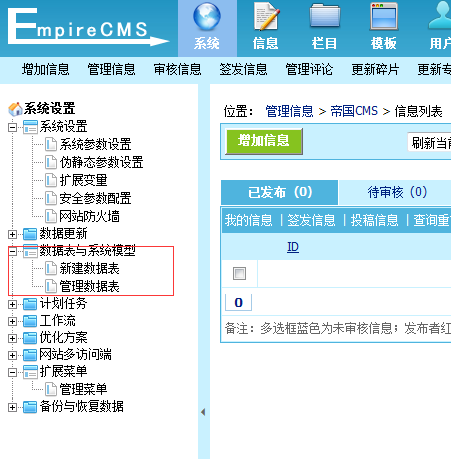 EmpireCMS
系统 信息 栏目 模板 用户
增加信息 管理信息 审核信息 签发信息 管理评论 更新碎片 更新专
系统设置
系统设置
系统参数设置
伪静态参数设置
扩展变量
安全参数配置
网站防火墙
数据更新
数据表与系统模型
新建数据表
管理数据表
计划任务
工作流
优化方案
网站多访问端
扩展菜单
管理菜单
备份与恢复数据
位置： 管理信息 > 帝国CMS > 信息列表
增加信息
刷新当前
已发布 (0) 待审核 (0)
我的信息 | 签发信息 | 投稿信息 | 查询重
ID
0
备注：多选框蓝色为未审核信息；发布者红